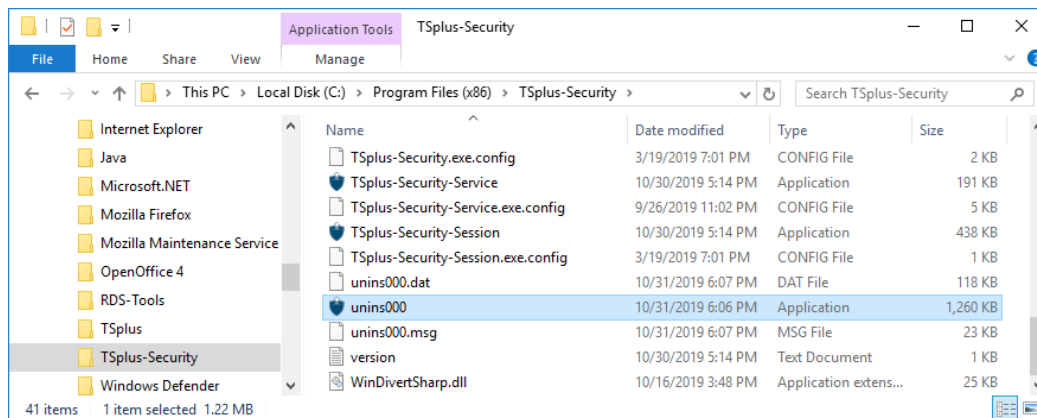 Application Tools TSplus-Security
File Home Share View Manage
This PC Local Disk (C:) Program Files (x86) TSplus-Security Search TSplus-Security
Internet Explorer
Java
Microsoft.NET
Mozilla Firefox
Mozilla Maintenance Service
OpenOffice 4
RDS-Tools
TSplus
TSplus-Security
Windows Defender
Name Date modified Type Size
TSplus-Security.exe.config 3/19/2019 7:01 PM CONFIG File 2 KB
TSplus-Security-Service 10/30/2019 5:14 PM Application 191 KB
TSplus-Security-Service.exe.config 9/26/2019 11:02 PM CONFIG File 5 KB
TSplus-Security-Session 10/30/2019 5:14 PM Application 438 KB
TSplus-Security-Session.exe.config 3/19/2019 7:01 PM CONFIG File 1 KB
unins000.dat 10/31/2019 6:07 PM DAT File 118 KB
unins000 10/31/2019 6:06 PM Application 1,260 KB
unins000.msg 10/31/2019 6:07 PM MSG File 23 KB
version 10/30/2019 5:14 PM Text Document 1 KB
WinDivertSharp.dll 10/16/2019 3:48 PM Application extens... 25 KB
41 items 1 item selected 1.22 MB